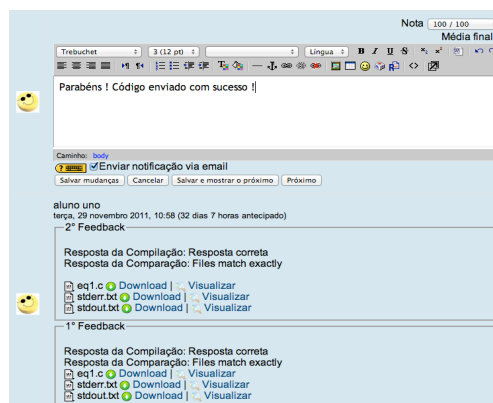 Nota 100 / 100
Média final
Trebuchet 3 (12 pt) Língua B I U S x₂ x²
Parabéns ! Código enviado com sucesso !
Caminho: body
Enviar notificação via email
Salvar mudanças Cancelar Salvar e mostrar o próximo Próximo
aluno uno
terça, 29 novembro 2011, 10:58 (32 dias 7 horas antecipado)
2° Feedback
Resposta da Compilação: Resposta correta
Resposta da Comparação: Files match exactly
eq1.c Download | Visualizar
stderr.txt Download | Visualizar
stdout.txt Download | Visualizar
1° Feedback
Resposta da Compilação: Resposta correta
Resposta da Comparação: Files match exactly
eq1.c Download | Visualizar
stderr.txt Download | Visualizar
stdout.txt Download | Visualizar